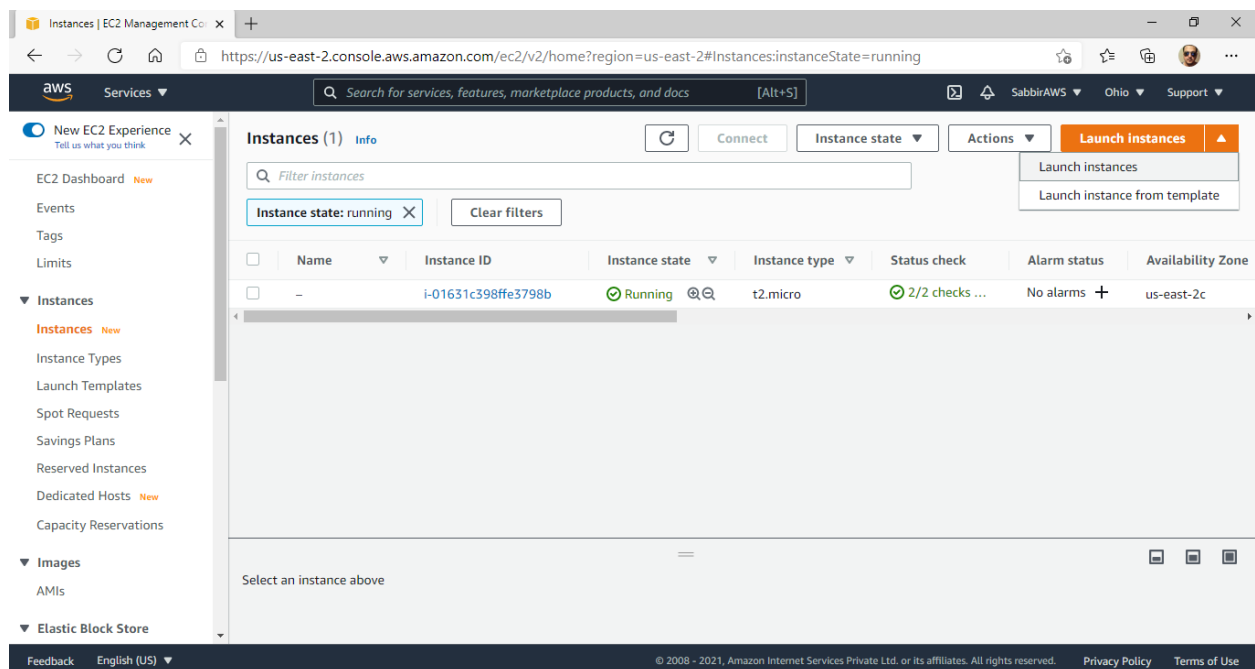 Instances | EC2 Management Co
https://us-east-2.console.aws.amazon.com/ec2/v2/home?region=us-east-2#Instances:instanceState=running
aws Services Search for services, features, marketplace products, and docs [Alt+S] SabbirAWS Ohio Support
New EC2 Experience
Tell us what you think
EC2 Dashboard New
Events
Tags
Limits
Instances
Instances New
Instance Types
Launch Templates
Spot Requests
Savings Plans
Reserved Instances
Dedicated Hosts New
Capacity Reservations
Images
AMIs
Elastic Block Store
Instances (1) Info Connect Instance state Actions Launch instances
Launch instances
Launch instance from template
Filter instances
Instance state: running Clear filters
Name Instance ID Instance state Instance type Status check Alarm status Availability Zone
– i-01631c398ffe3798b Running t2.micro 2/2 checks ... No alarms us-east-2c
Select an instance above
Feedback English (US) © 2008 - 2021, Amazon Internet Services Private Ltd. or its affiliates. All rights reserved. Privacy Policy Terms of Use